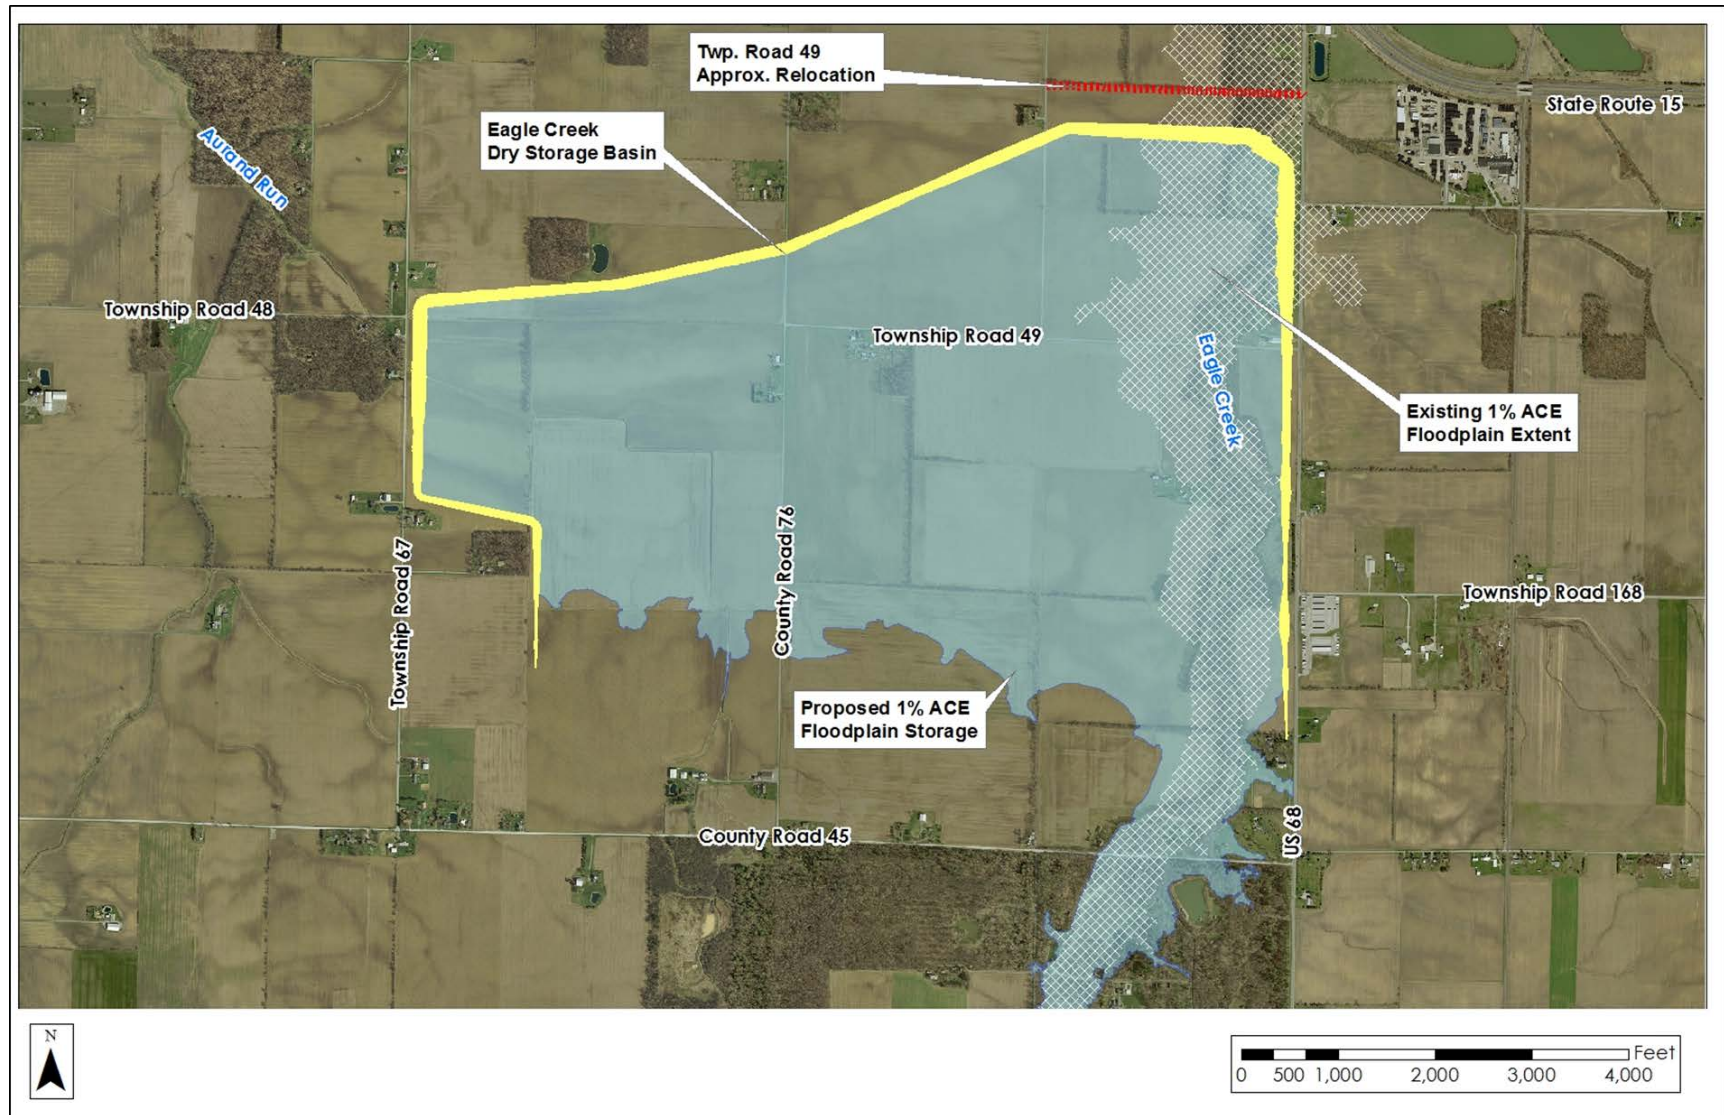 Twp. Road 49
Approx. Relocation
State Route 15
Eagle Creek
Dry Storage Basin
Aurand Run
Township Road 48
Township Road 49
Eagle Creek
Existing 1% ACE
Floodplain Extent
County Road 76
Township Road 67
Township Road 168
Proposed 1% ACE
Floodplain Storage
US 68
County Road 45
N
Feet
0 500 1,000 2,000 3,000 4,000